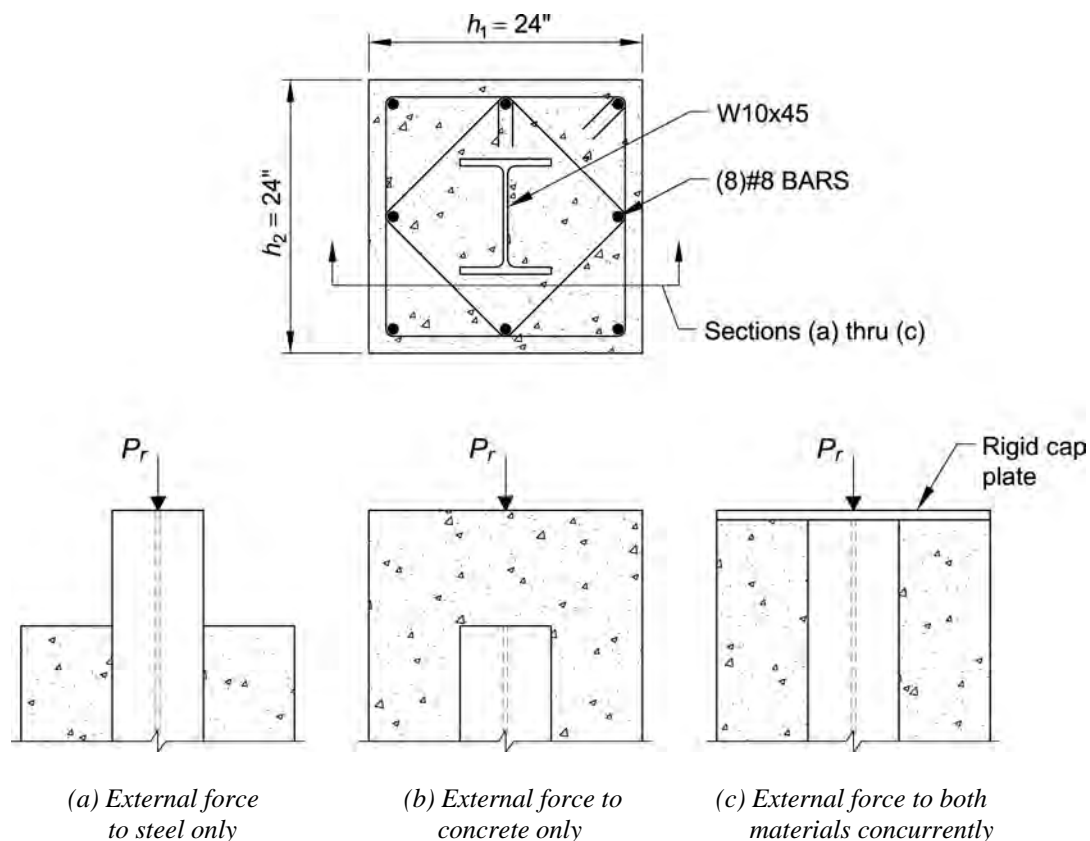 h₁ = 24"
W10x45
(8)#8 BARS
h₂ = 24"
Sections (a) thru (c)
Pᵣ
Pᵣ
Pᵣ
Rigid cap
plate
(a) External force
to steel only
(b) External force to
concrete only
(c) External force to both
materials concurrently